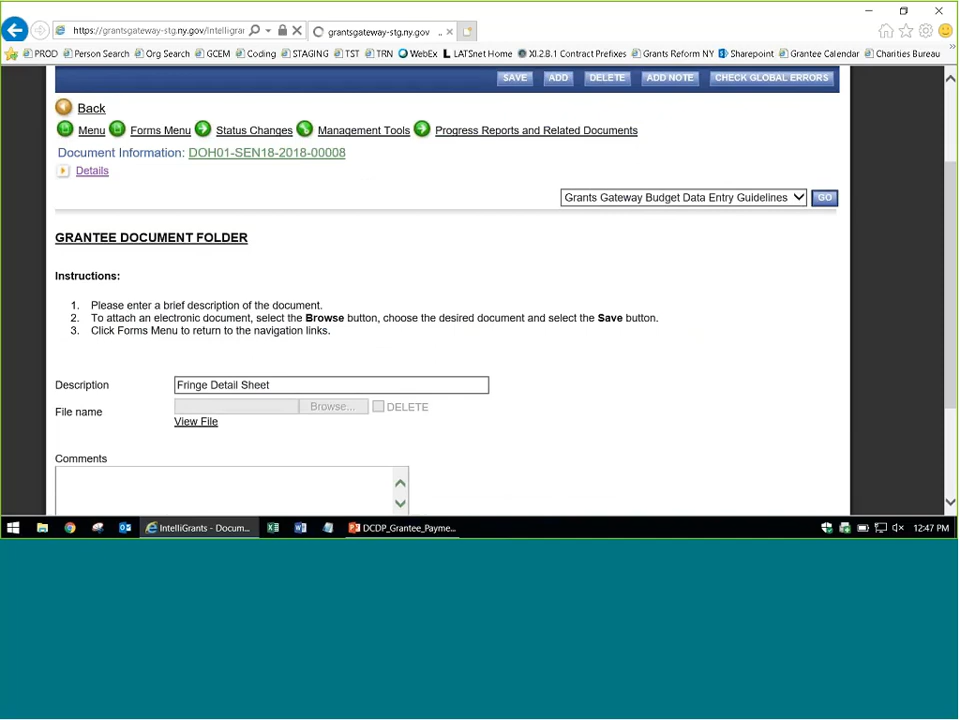 https://grantsgateway-stg.ny.gov/Intelligrar
grantsgateway-stg.ny.gov ..
PROD Person Search Org Search GCEM Coding STAGING TST TRN WebEx LATSnet Home XI.2.8.1 Contract Prefixes Grants Reform NY Sharepoint Grantee Calendar Charities Bureau
SAVE ADD DELETE ADD NOTE CHECK GLOBAL ERRORS
Back
Menu Forms Menu Status Changes Management Tools Progress Reports and Related Documents
Document Information: DOH01-SEN18-2018-00008
Details
Grants Gateway Budget Data Entry Guidelines GO
GRANTEE DOCUMENT FOLDER
Instructions:
1. Please enter a brief description of the document.
2. To attach an electronic document, select the Browse button, choose the desired document and select the Save button.
3. Click Forms Menu to return to the navigation links.
Description Fringe Detail Sheet
File name Browse... DELETE
View File
Comments
IntelliGrants - Docum... DCDP_Grantee_Payme... 12:47 PM